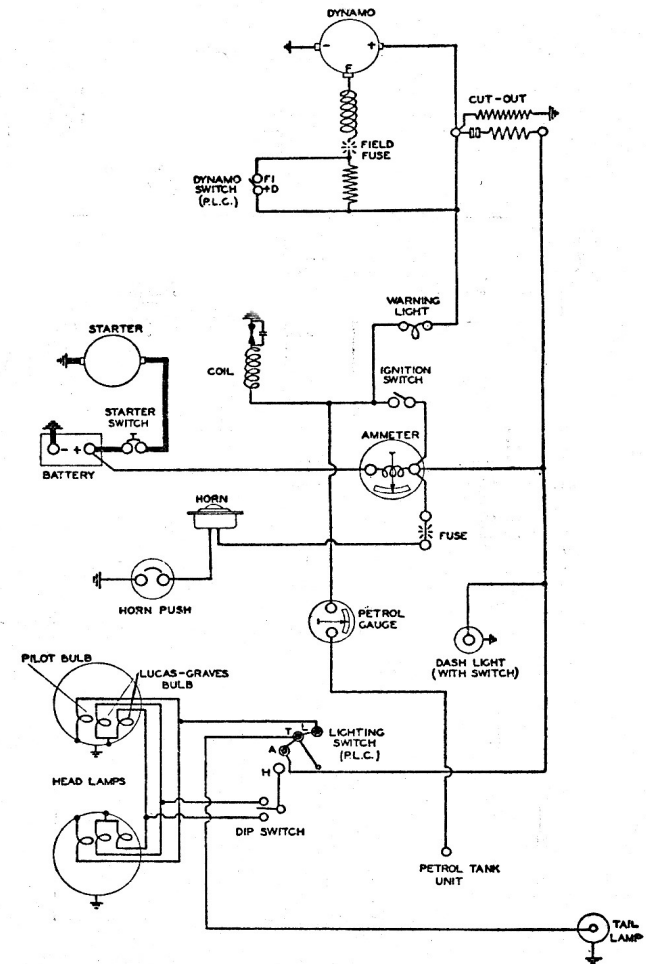 DYNAMO
- +
F
CUT-OUT
FIELD
FUSE
DYNAMO
SWITCH
(P.L.C.)
F1
+D
WARNING
LIGHT
STARTER
COIL
IGNITION
SWITCH
STARTER
SWITCH
AMMETER
- +
BATTERY
HORN
FUSE
HORN PUSH
PETROL
GAUGE
DASH LIGHT
(WITH SWITCH)
PILOT BULB
LUCAS-GRAVES
BULB
T L
LIGHTING
SWITCH
(P.L.C.)
A
H
HEAD LAMPS
DIP SWITCH
PETROL TANK
UNIT
TAIL
LAMP